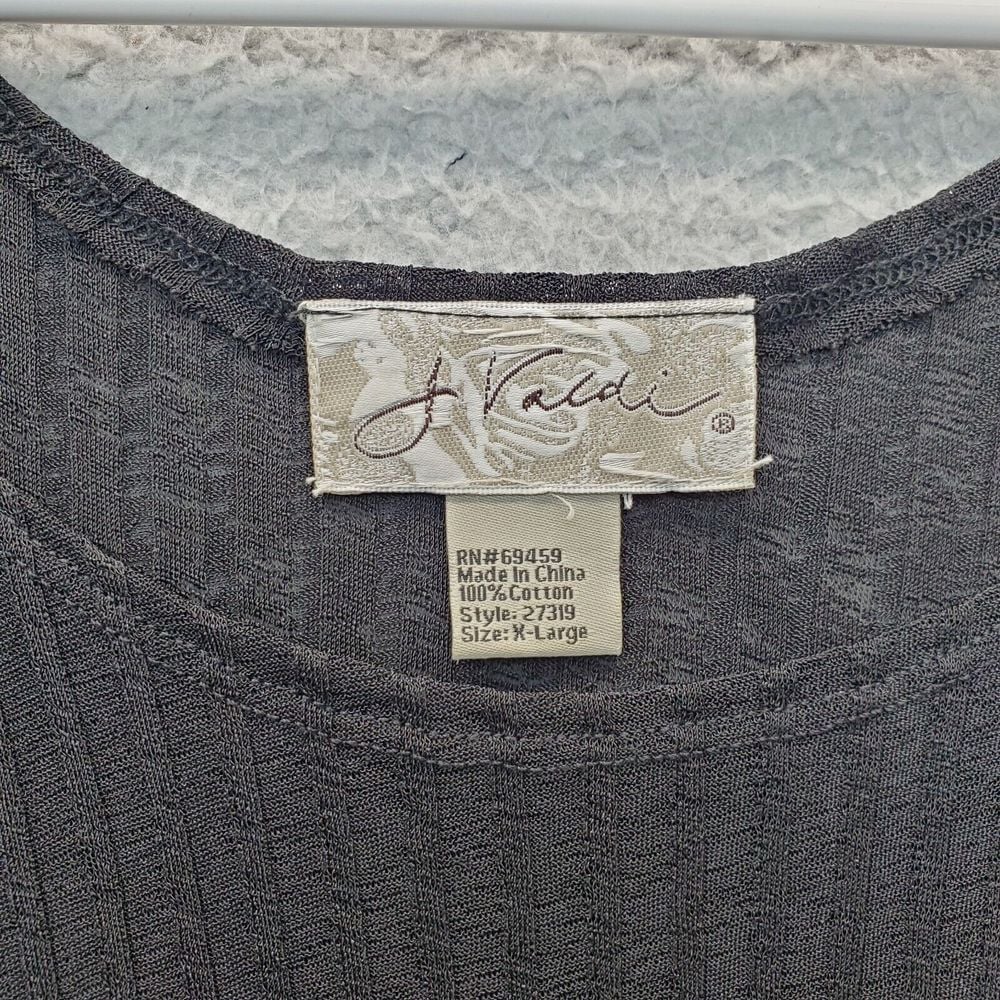 J. Valdi ®
RN#69459
Made In China
100% Cotton
Style: 27319
Size: X-Large